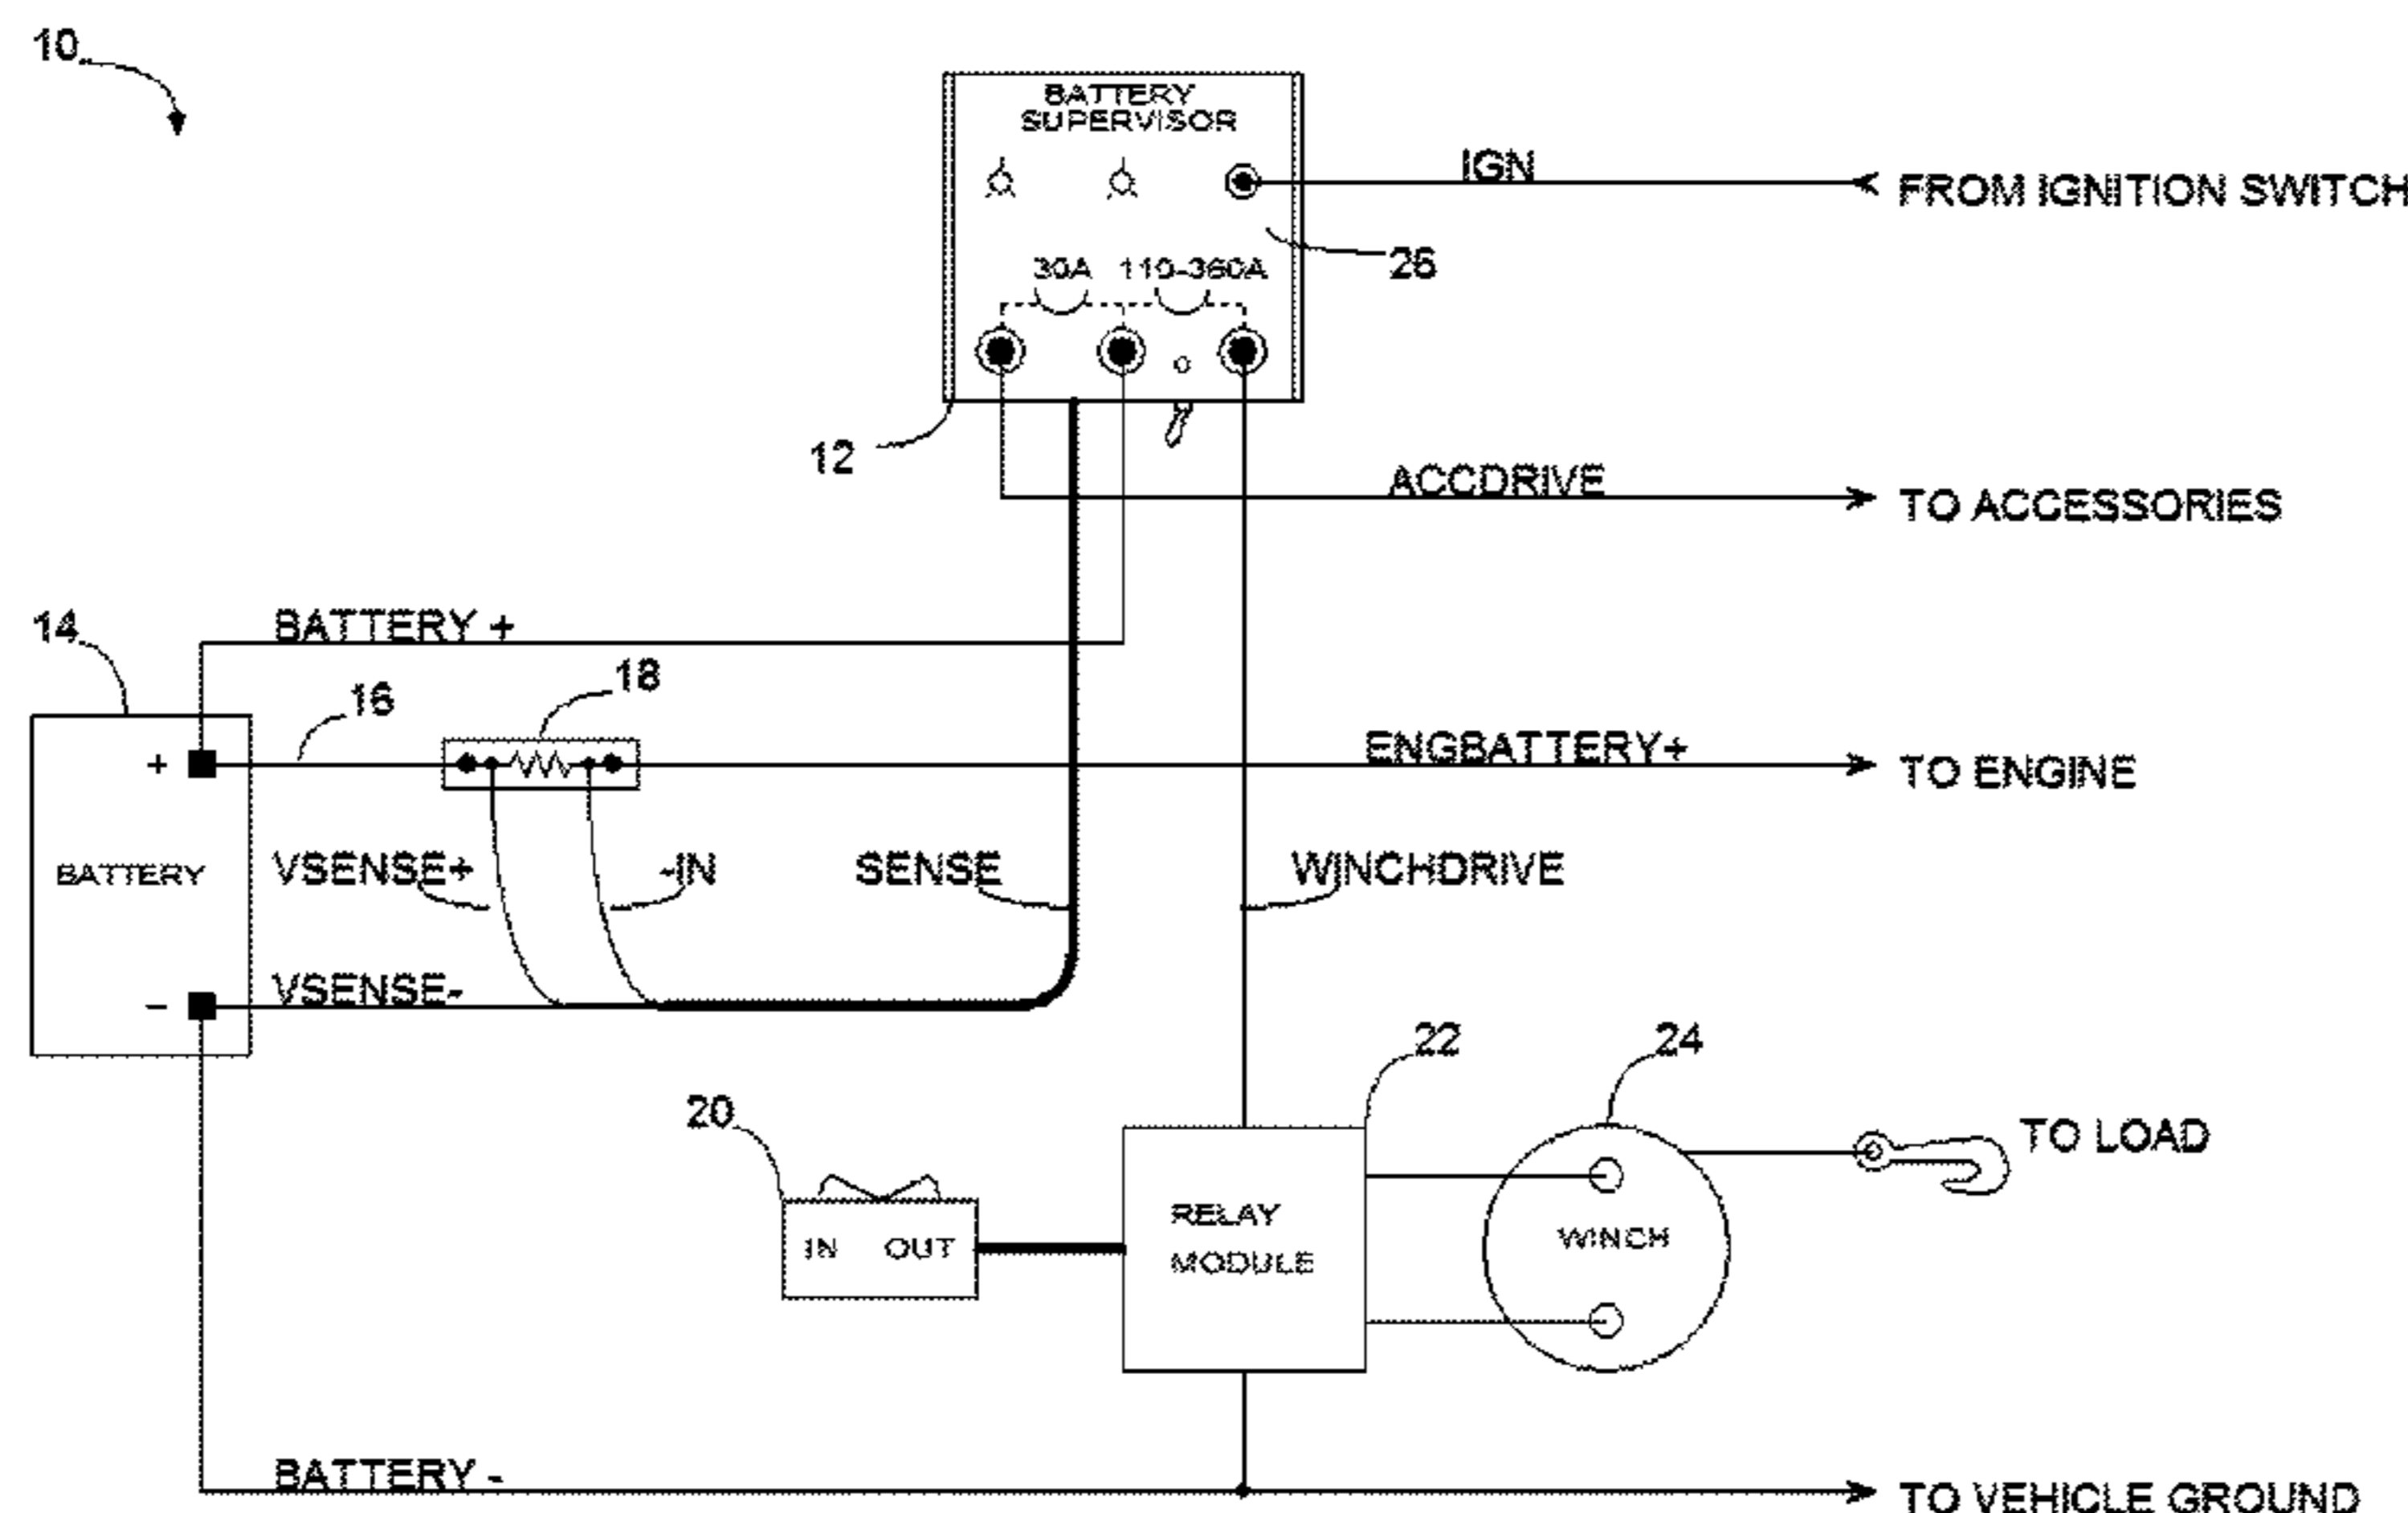 10
BATTERY
SUPERVISOR
IGN
FROM IGNITION SWITCH
26
30A 110-360A
12
ACCDRIVE
TO ACCESSORIES
14
BATTERY +
16
18
ENGBATTERY+
TO ENGINE
+
BATTERY
VSENSE+
-IN
SENSE
WINCHDRIVE
VSENSE-
−
22
24
20
TO LOAD
IN OUT
RELAY
MODULE
WINCH
BATTERY -
TO VEHICLE GROUND